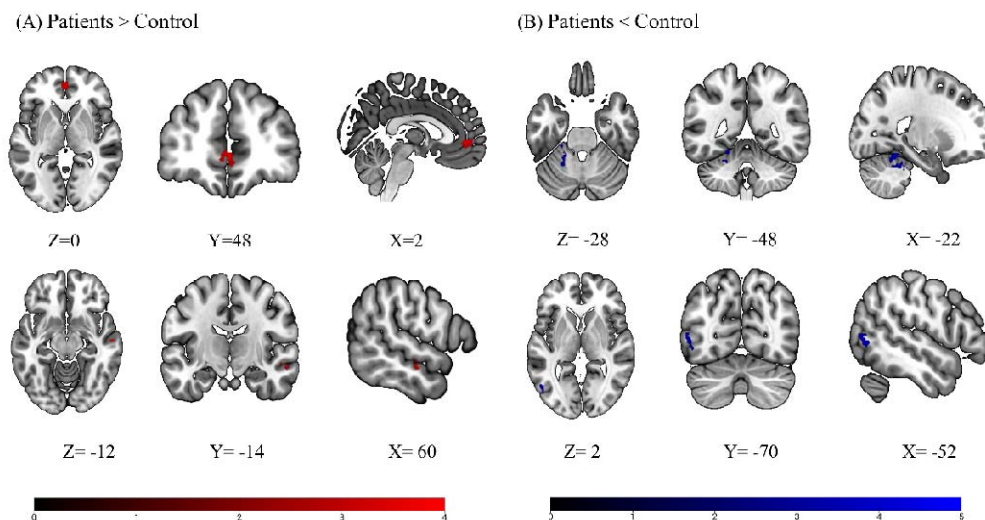 (A) Patients > Control
(B) Patients < Control
Z=0 Y=48 X=2
Z= -28 Y= -48 X= -22
Z= -12 Y= -14 X= 60
Z= 2 Y= -70 X= -52
0 1 2 3 4
0 1 2 3 4 5